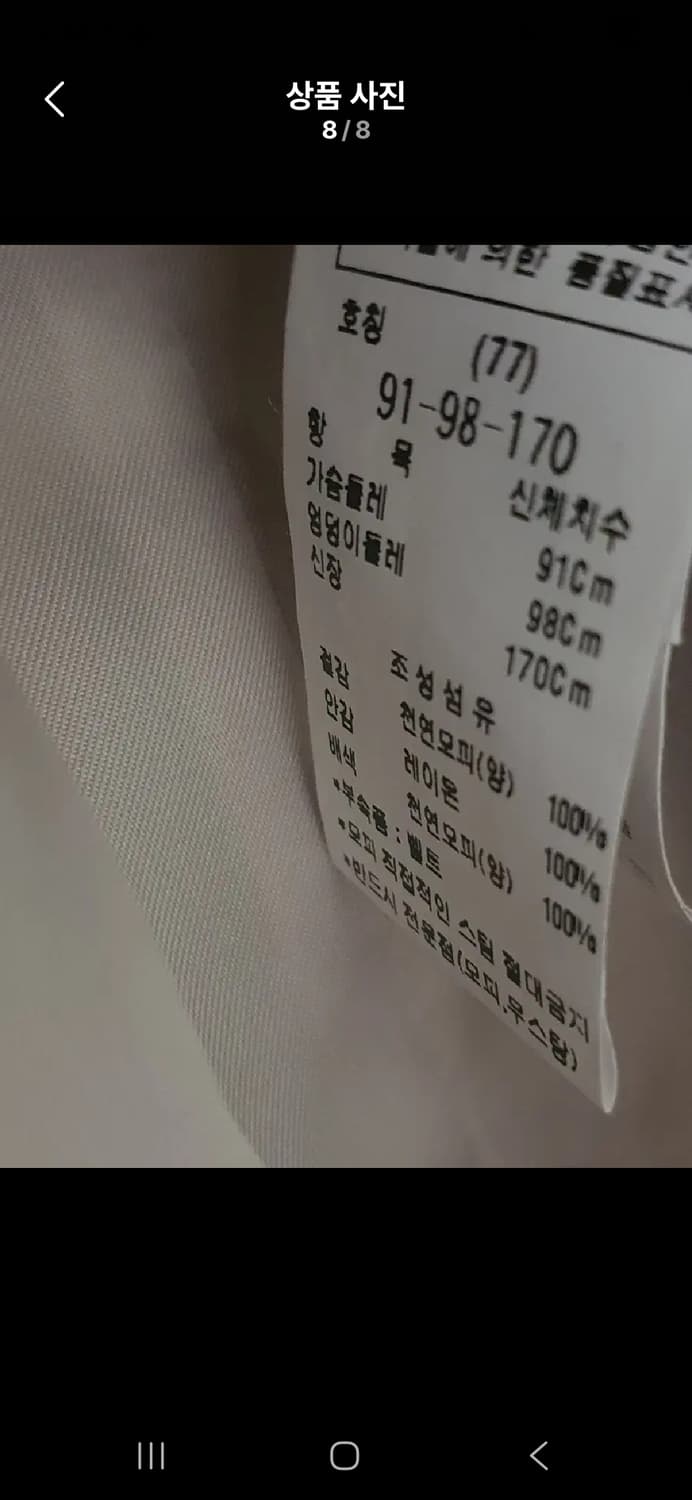 상품 사진
8/8
의한 품질표시
호칭 (77)
91-98-170
항 목 신체치수
가슴둘레 91Cm
엉덩이둘레 98Cm
신장 170Cm
조성섬유
겉감 천연모피(양) 100%
안감 레이온 100%
배색 천연모피(양) 100%
*부속품 : 벨트
*모피 직접적인 스팀 절대금지
*반드시 전문점(모피,무스탕)